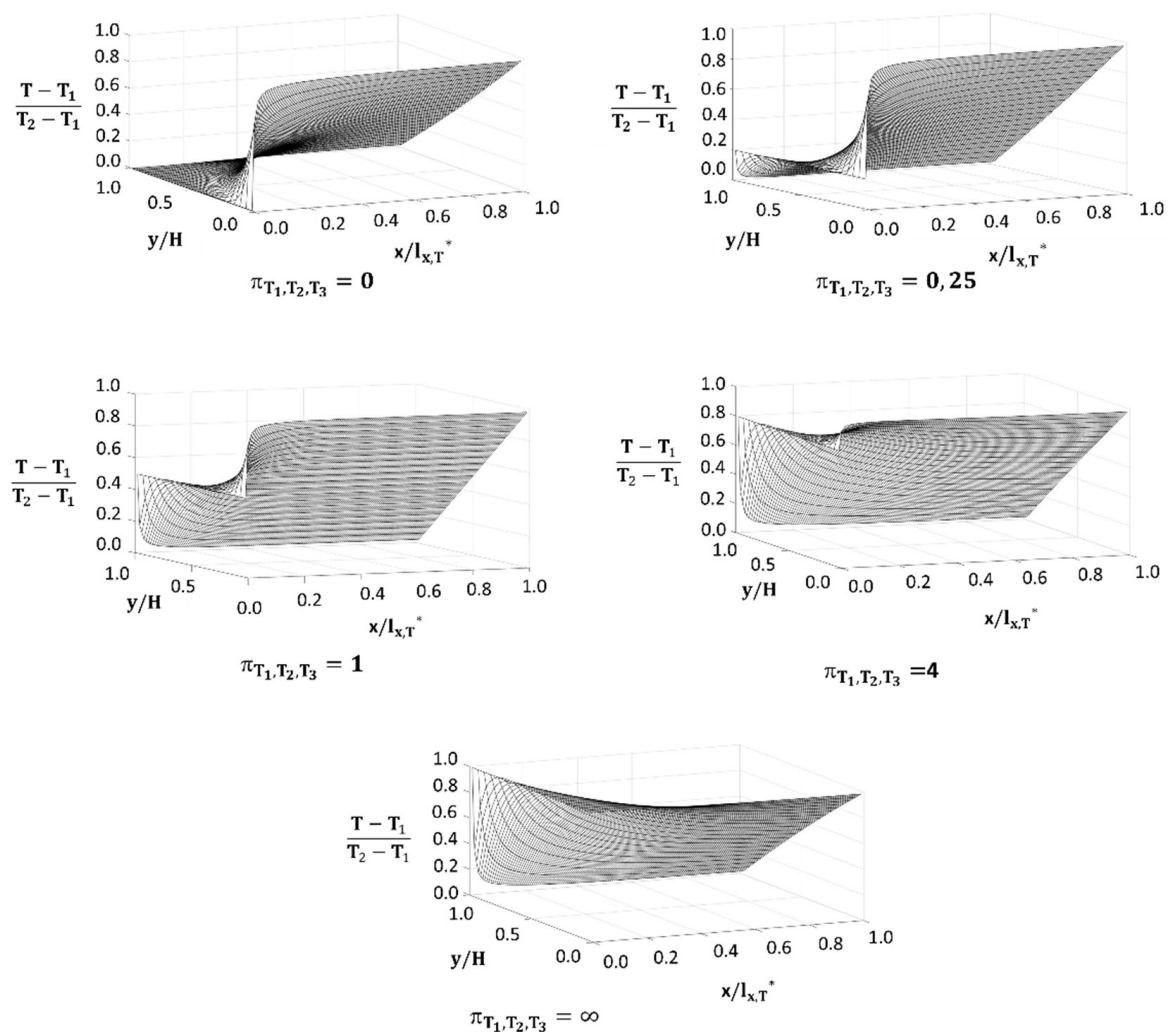 1.0 1.0
0.8 0.8
T − T₁ 0.6 T − T₁ 0.6
T₂ − T₁ 0.4 T₂ − T₁ 0.4
0.2 0.2
0.0 0.0
1.0 0.5 0.0 0.0 0.2 0.4 0.6 0.8 1.0 1.0 0.5 0.0 0.0 0.2 0.4 0.6 0.8 1.0
y/H x/lx,T* y/H x/lx,T*
πT₁,T₂,T₃ = 0 πT₁,T₂,T₃ = 0,25
1.0 1.0
0.8 0.8
T − T₁ 0.6 T − T₁ 0.6
T₂ − T₁ 0.4 T₂ − T₁ 0.4
0.2 0.2
0.0 0.0
1.0 0.5 0.0 0.0 0.2 0.4 0.6 0.8 1.0 1.0 0.5 0.0 0.0 0.2 0.4 0.6 0.8 1.0
y/H x/lx,T* y/H x/lx,T*
πT₁,T₂,T₃ = 1 πT₁,T₂,T₃ =4
1.0
0.8
T − T₁ 0.6
T₂ − T₁ 0.4
0.2
0.0
1.0 0.5 0.0 0.0 0.2 0.4 0.6 0.8 1.0
y/H x/lx,T*
πT₁,T₂,T₃ = ∞